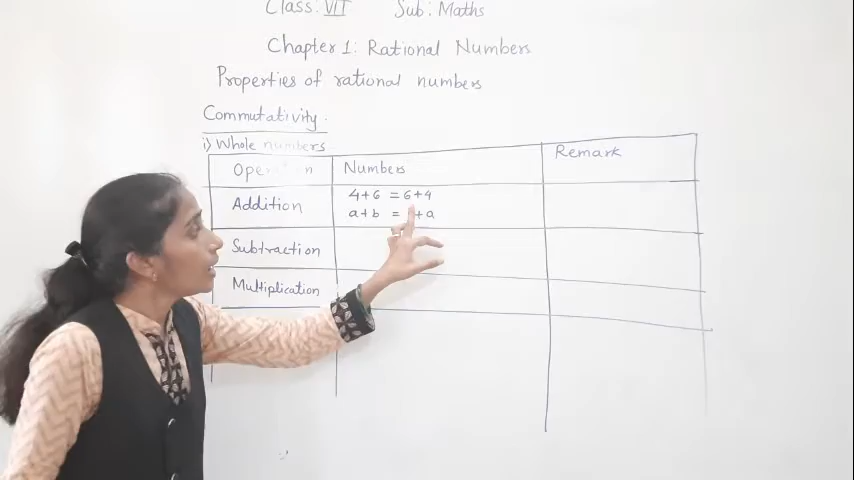 Class: VII Sub: Maths
Chapter 1: Rational Numbers
Properties of rational numbers
Commutativity.
i) Whole numbers
Numbers Remark
Addition 4+6 = 6+4
a+b = +a
Subtraction
Multiplication